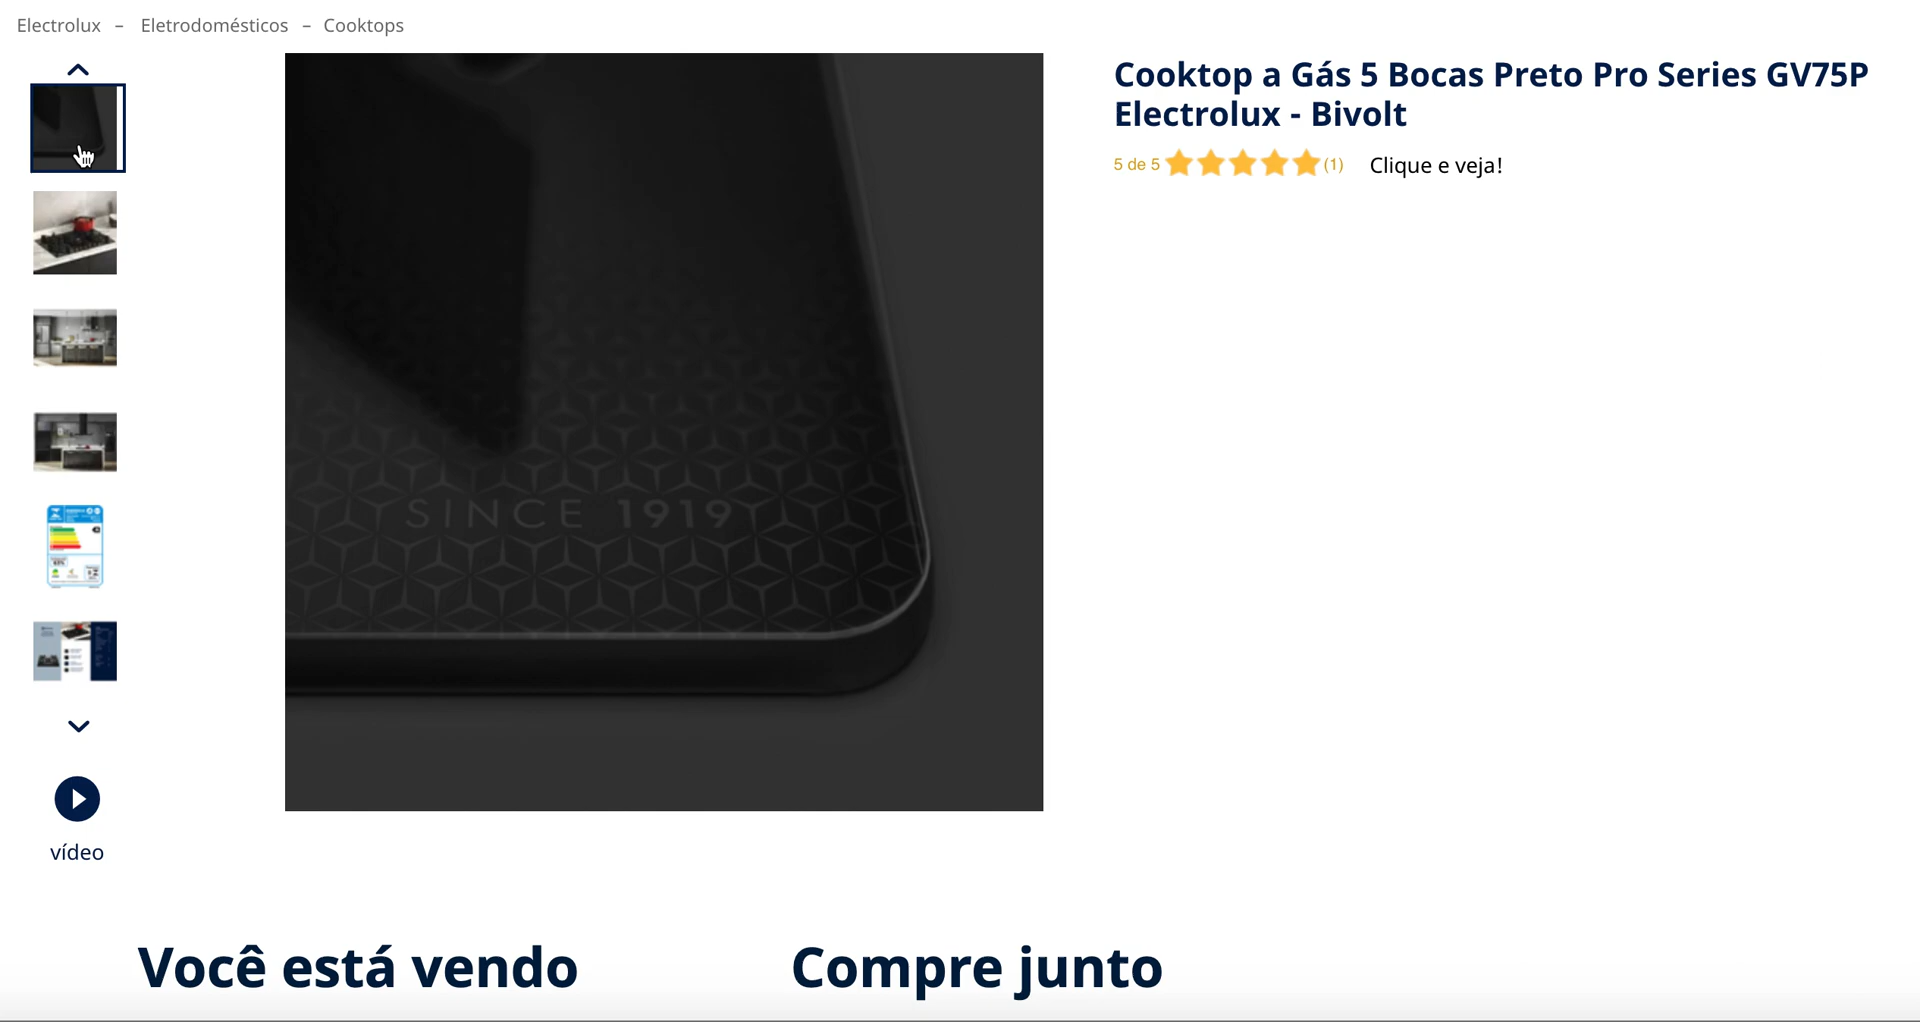 Electrolux – Eletrodomésticos – Cooktops
Cooktop a Gás 5 Bocas Preto Pro Series GV75P
Electrolux - Bivolt
5 de 5 (1) Clique e veja!
SINCE 1919
vídeo
Você está vendo
Compre junto